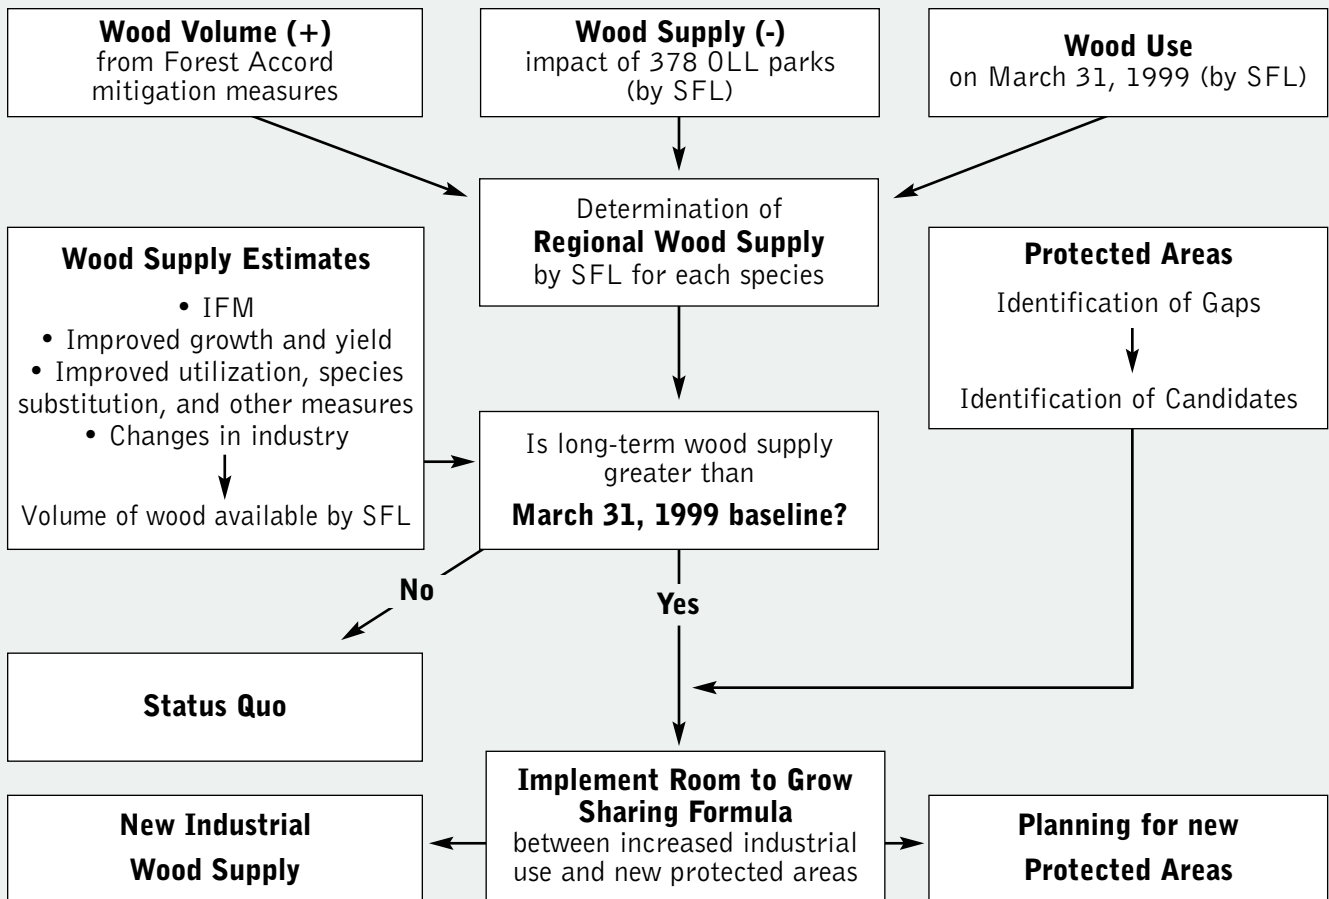 Wood Volume (+)
from Forest Accord
mitigation measures
Wood Supply (-)
impact of 378 OLL parks
(by SFL)
Wood Use
on March 31, 1999 (by SFL)
Determination of
Regional Wood Supply
by SFL for each species
Wood Supply Estimates
• IFM
• Improved growth and yield
• Improved utilization, species
substitution, and other measures
• Changes in industry
Volume of wood available by SFL
Protected Areas
Identification of Gaps
Identification of Candidates
Is long-term wood supply
greater than
March 31, 1999 baseline?
No
Yes
Status Quo
Implement Room to Grow
Sharing Formula
between increased industrial
use and new protected areas
New Industrial
Wood Supply
Planning for new
Protected Areas